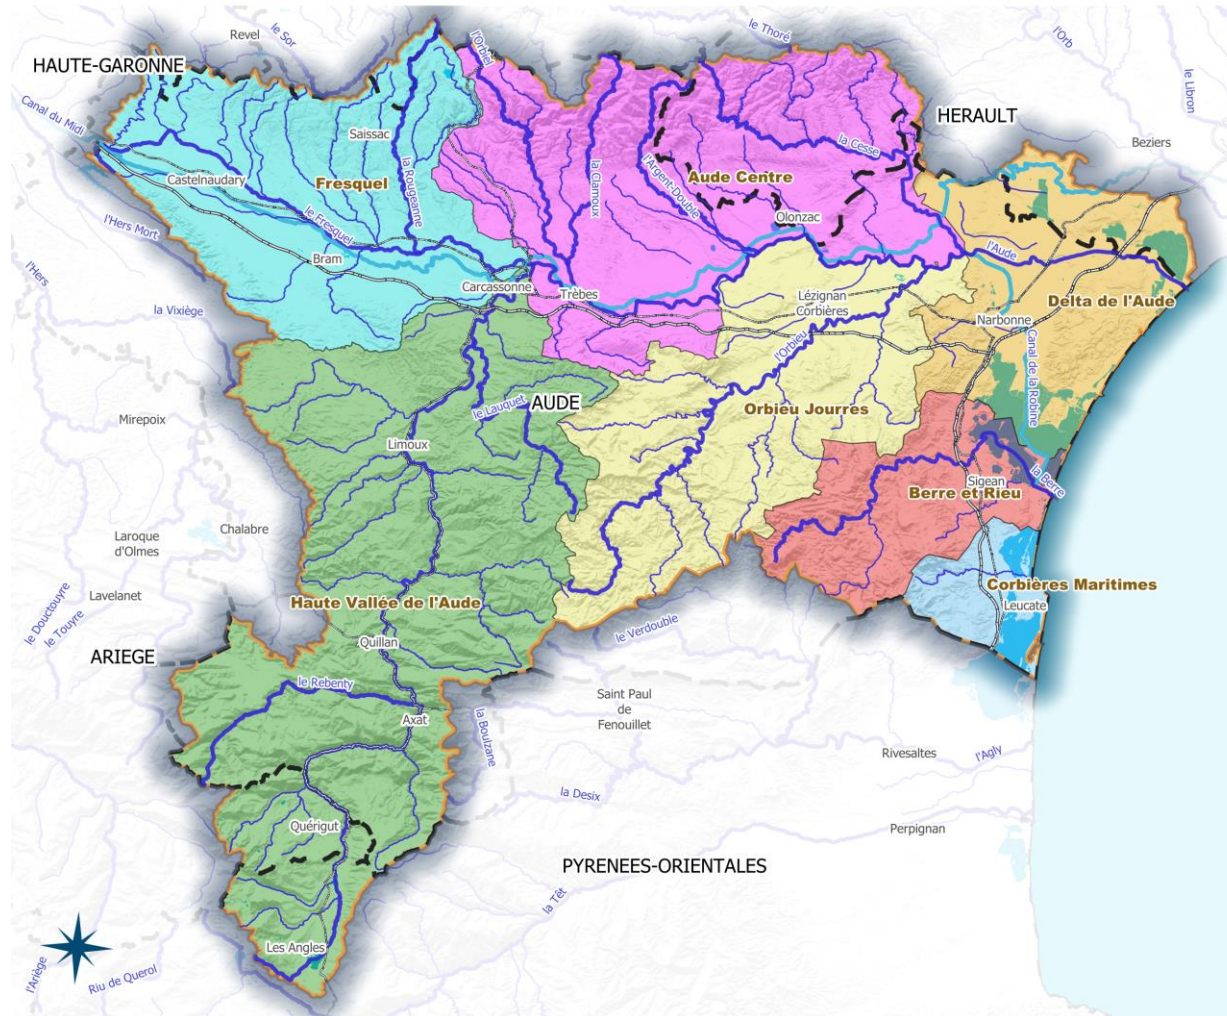 Revel
le Sor
l'Orbiel
le Thoré
l'Orb
HAUTE-GARONNE
le Libron
Canal du Midi
HERAULT
Beziers
Saissac
la Cesse
la Rougeanne
la Clamoux
l'Argent-Double
Castelnaudary
Fresquel
Aude Centre
Olonzac
l'Hers Mort
le Fresquel
l'Aude
Bram
l'Hers
Carcassonne
Trèbes
Lézignan
Corbières
Delta de l'Aude
la Vixiège
Narbonne
Canal de la Robine
l'Orbieu
le Lauquet
AUDE
Orbieu Jourres
Mirepoix
Limoux
la Berre
Sigean
Berre et Rieu
Chalabre
Laroque
d'Olmes
Corbières Maritimes
Lavelanet
Haute Vallée de l'Aude
Leucate
le Douctouyre
le Touyre
le Verdouble
Quillan
ARIEGE
le Rebenty
Saint Paul
de
Fenouillet
Axat
la Boulzane
Rivesaltes
l'Agly
la Desix
Quérigut
Perpignan
PYRENEES-ORIENTALES
la Têt
Les Angles
l'Ariège
Riu de Querol